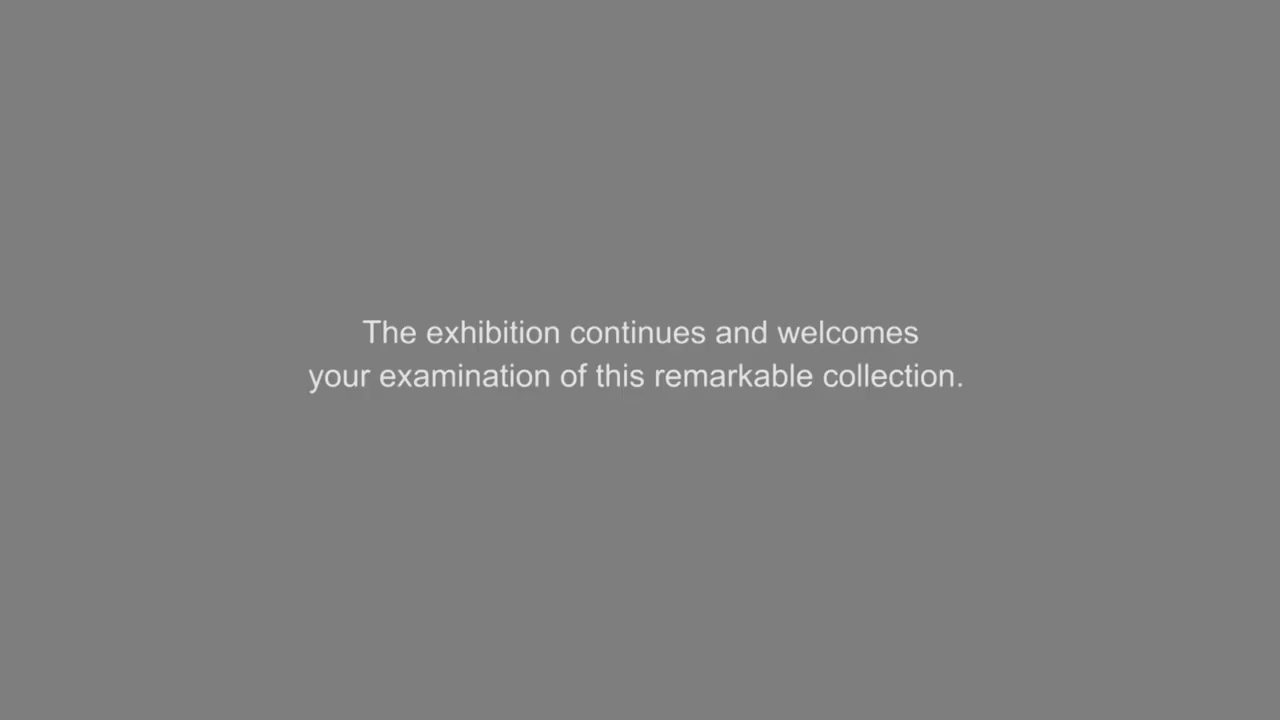 The exhibition continues and welcomes
your examination of this remarkable collection.